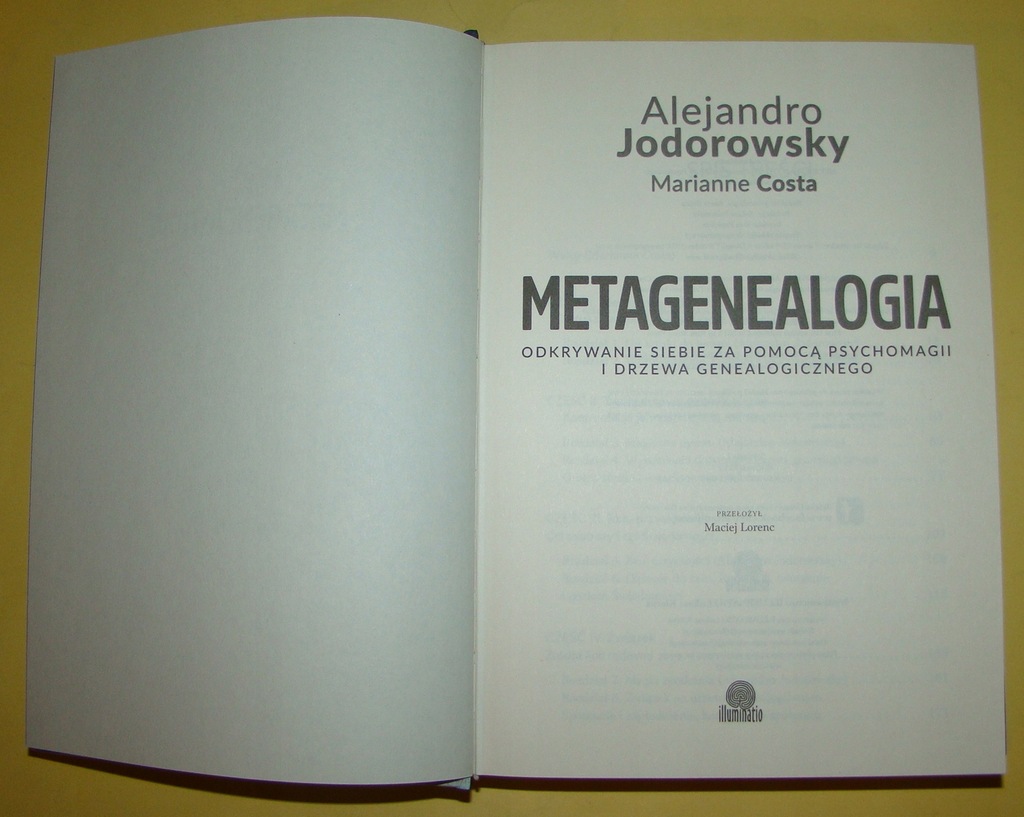 Alejandro
Jodorowsky
Marianne Costa
METAGENEALOGIA
ODKRYWANIE SIEBIE ZA POMOCĄ PSYCHOMAGII
I DRZEWA GENEALOGICZNEGO
PRZEŁOŻYŁ
Maciej Lorenc
illuminatio